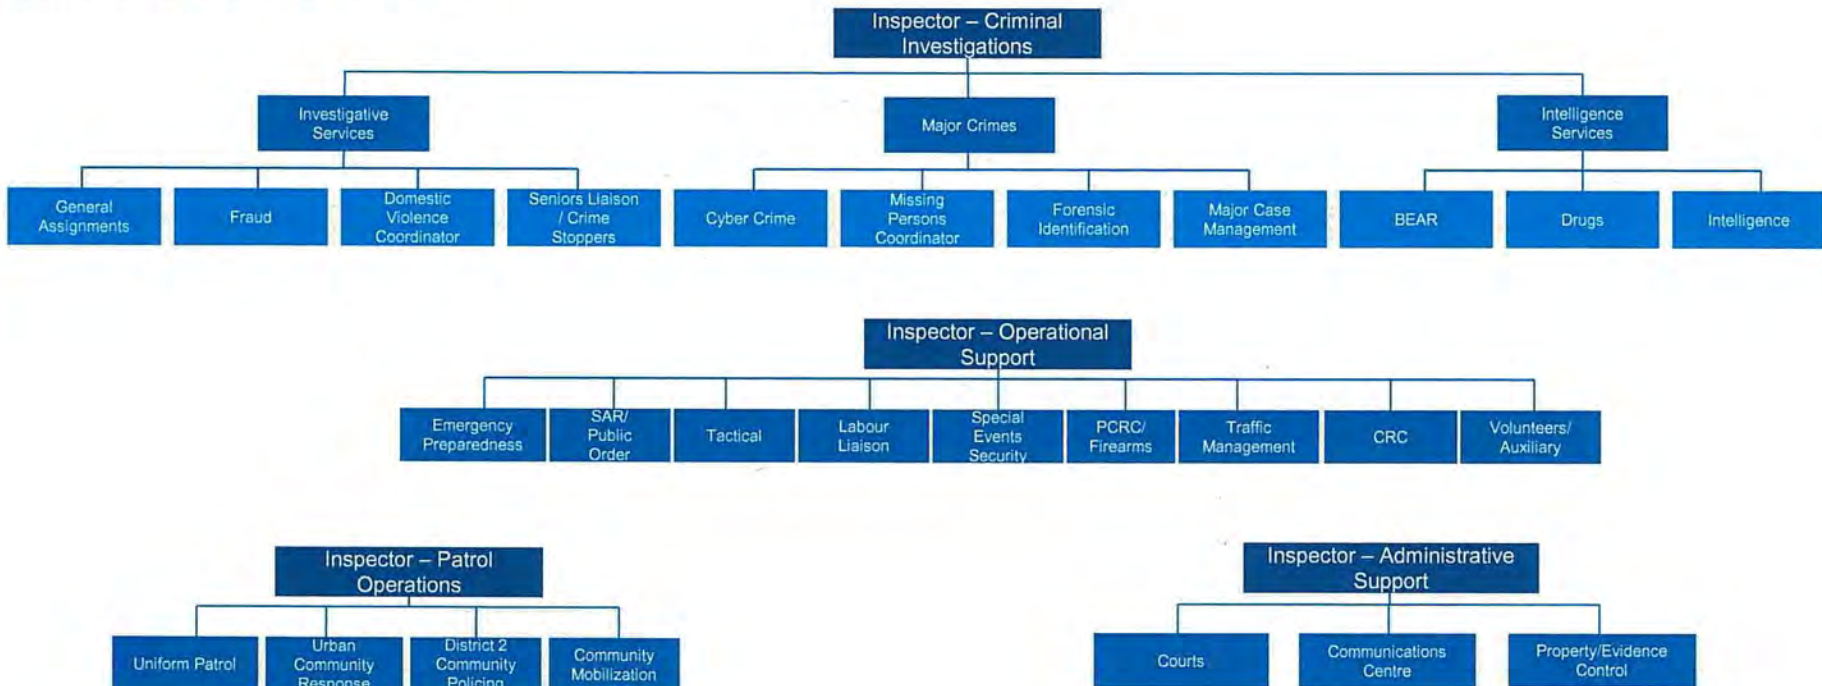 Inspector – Criminal
Investigations
Investigative
Services
Major Crimes
Intelligence
Services
General
Assignments
Fraud
Domestic
Violence
Coordinator
Seniors Liaison
/ Crime
Stoppers
Cyber Crime
Missing
Persons
Coordinator
Forensic
Identification
Major Case
Management
BEAR
Drugs
Intelligence
Inspector – Operational
Support
Emergency
Preparedness
SAR/
Public
Order
Tactical
Labour
Liaison
Special
Events
Security
PCRC/
Firearms
Traffic
Management
CRC
Volunteers/
Auxiliary
Inspector – Patrol
Operations
Uniform Patrol
Urban
Community
Response
District 2
Community
Policing
Community
Mobilization
Inspector – Administrative
Support
Courts
Communications
Centre
Property/Evidence
Control